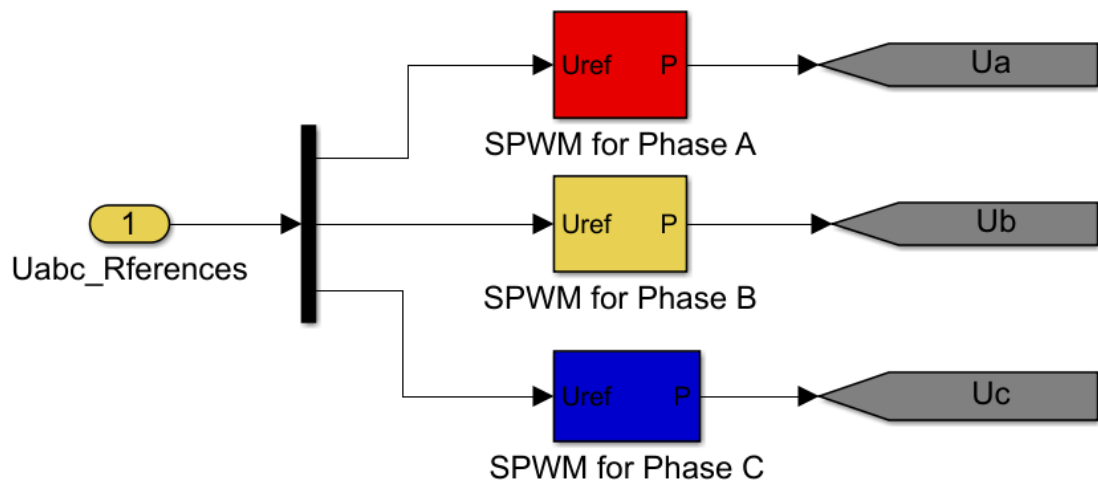 Uref P
Ua
SPWM for Phase A
1
Uabc_Rferences
Uref P
Ub
SPWM for Phase B
Uref P
Uc
SPWM for Phase C